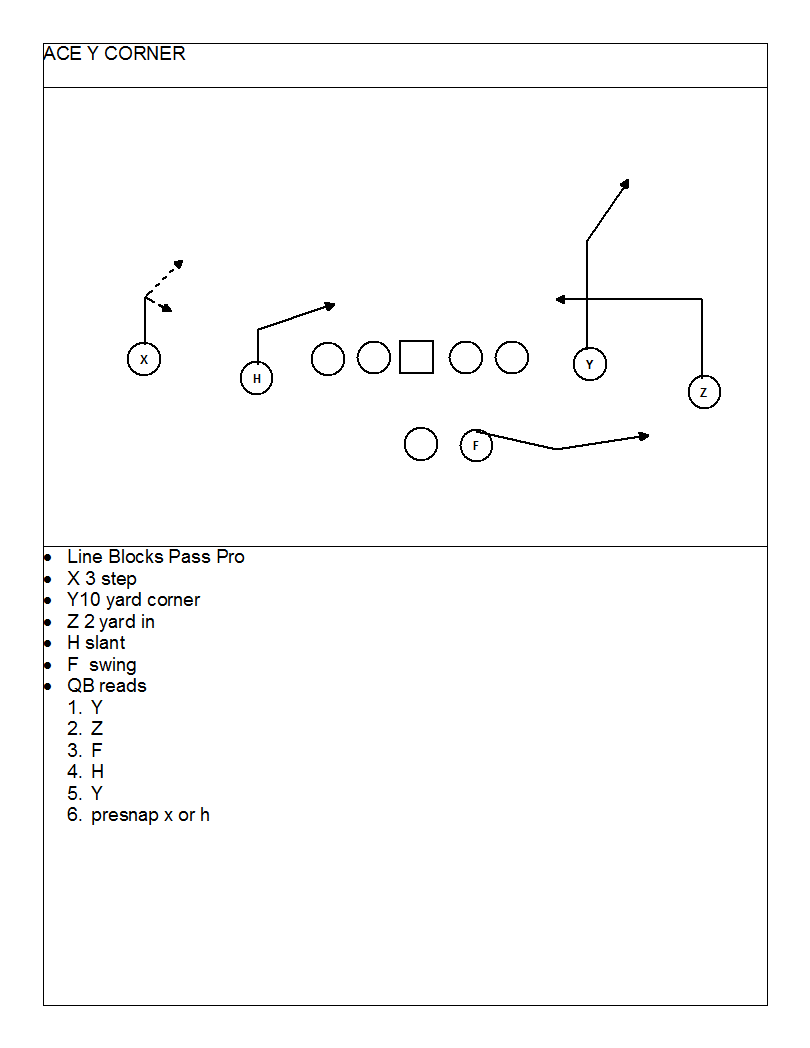 ACE Y CORNER
X
H
Y
Z
F
• Line Blocks Pass Pro
• X 3 step
• Y10 yard corner
• Z 2 yard in
• H slant
• F  swing
• QB reads
1. Y
2. Z
3. F
4. H
5. Y
6. presnap x or h